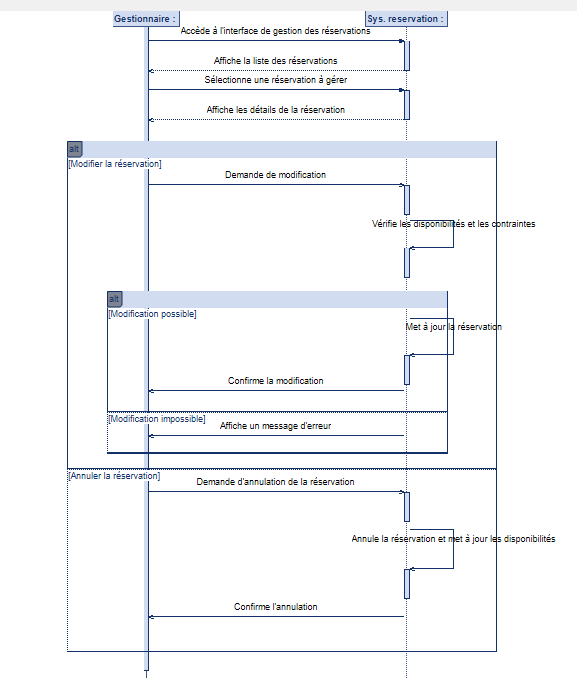 Gestionnaire :
Sys. reservation :
Accède à l'interface de gestion des réservations
Affiche la liste des réservations
Sélectionne une réservation à gérer
Affiche les détails de la réservation
alt
[Modifier la réservation]
Demande de modification
Vérifie les disponibilités et les contraintes
alt
[Modification possible]
Met à jour la réservation
Confirme la modification
[Modification impossible]
Affiche un message d'erreur
[Annuler la réservation]
Demande d'annulation de la réservation
Annule la réservation et met à jour les disponibilités
Confirme l'annulation